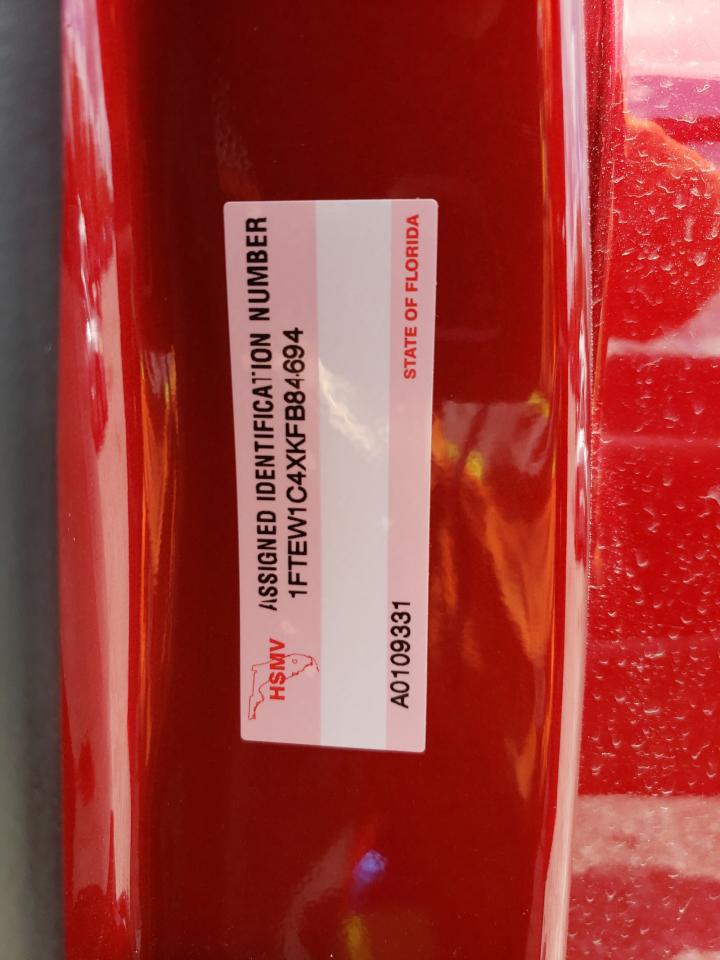 ASSIGNED IDENTIFICATION NUMBER
1FTEW1C4XKFB84694
HSMV
A0109331
STATE OF FLORIDA